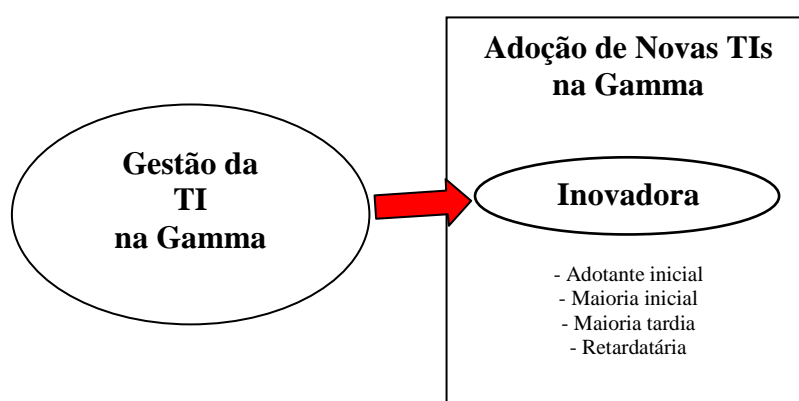 Gestão da
TI
na Gamma
Adoção de Novas TIs
na Gamma
Inovadora
- Adotante inicial
- Maioria inicial
- Maioria tardia
- Retardatária